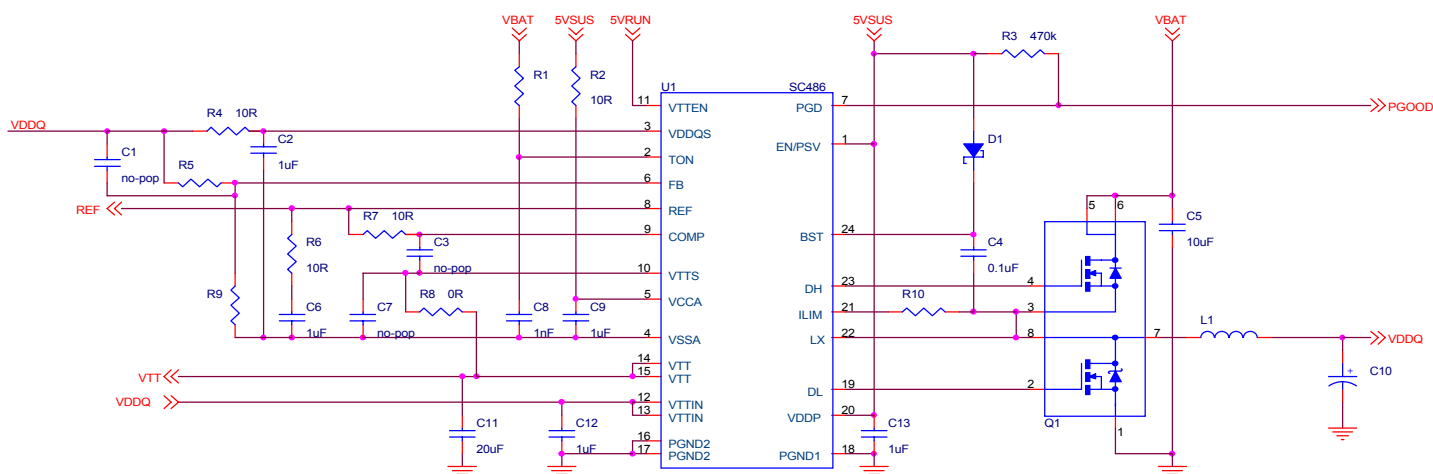 VBAT 5VSUS 5VRUN 5VSUS VBAT
R3 470k
R1 R2 10R
U1 SC486
11 VTTEN PGD 7 PGOOD
R4 10R
VDDQ 3 VDDQS
C1 no-pop
C2 1uF
EN/PSV 1
D1
2 TON
R5
6 FB
5 6
REF 8 REF
R7 10R
C5 10uF
9 COMP BST 24
R6 10R
C3 no-pop
C4 0.1uF
10 VTTS
DH 23 4
R9
R8 0R
5 VCCA
ILIM 21 R10 3
C6 1uF
C7 no-pop
C8 1nF
C9 1uF
4 VSSA LX 22 8 7 L1 VDDQ
14 VTT
VTT 15 VTT
C10
+
DL 19 2
VDDQ 12 VTTIN
13 VTTIN
VDDP 20
Q1
1
C11 20uF
C12 1uF
C13 1uF
16 PGND2
17 PGND2 PGND1 18